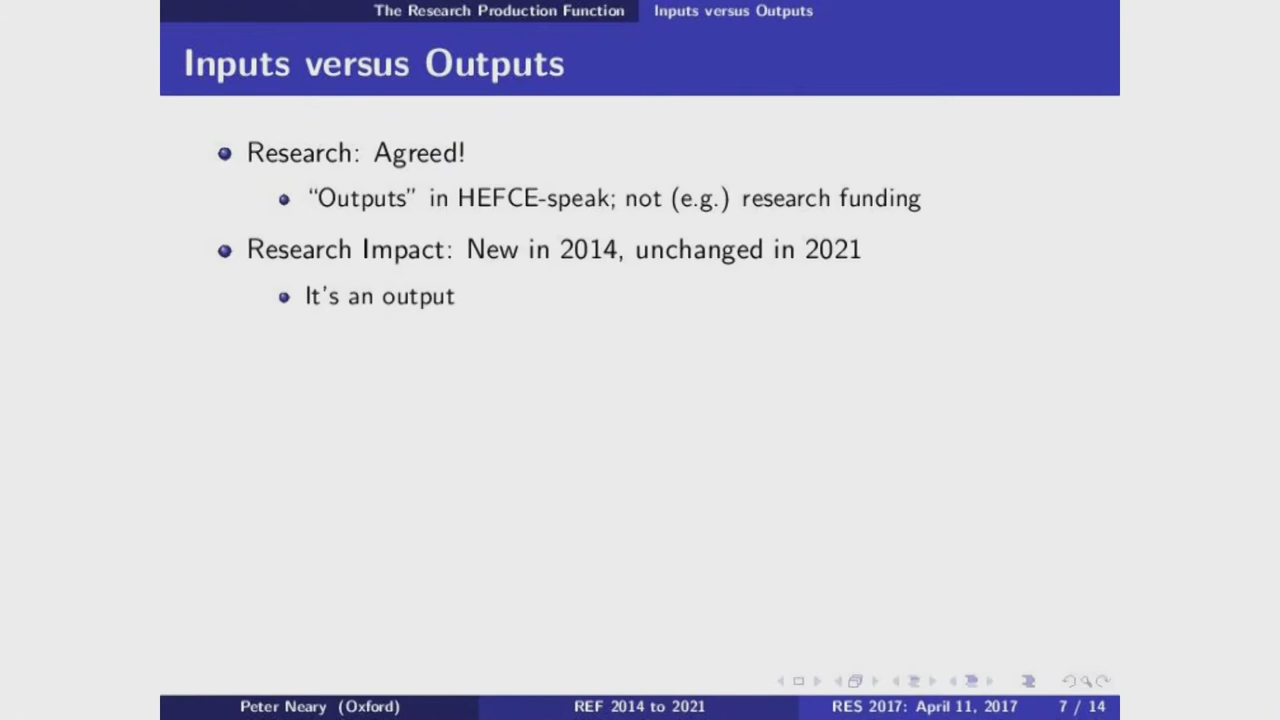 The Research Production Function Inputs versus Outputs
Inputs versus Outputs
Research: Agreed!
“Outputs” in HEFCE-speak; not (e.g.) research funding
Research Impact: New in 2014, unchanged in 2021
It’s an output
Peter Neary (Oxford) REF 2014 to 2021 RES 2017: April 11, 2017 7 / 14